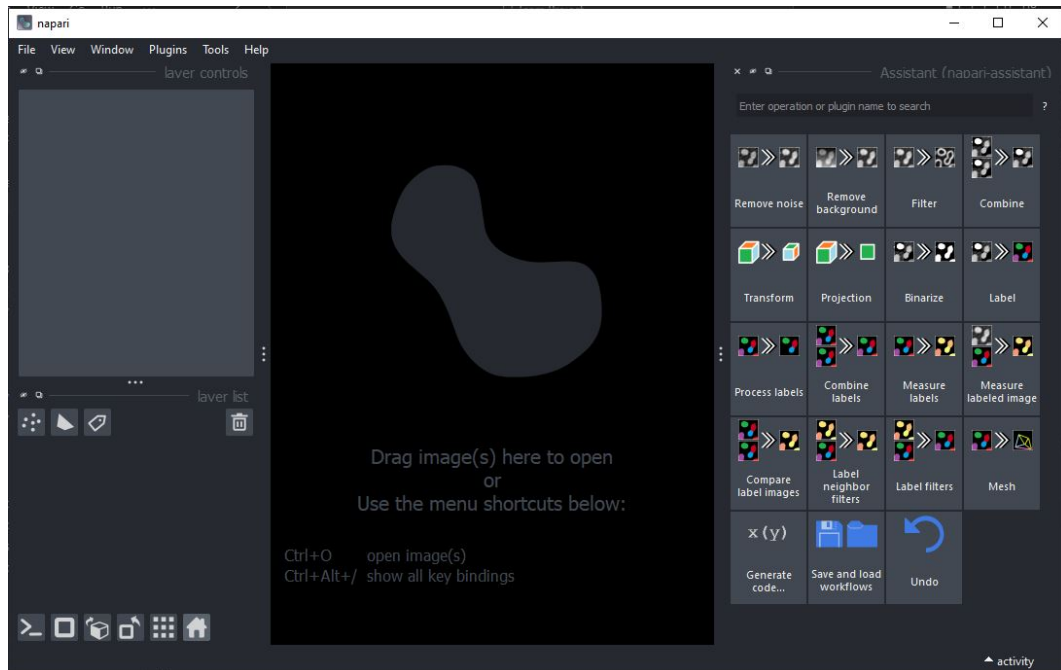 napari
File View Window Plugins Tools Help
layer controls
Assistant (napari-assistant)
Enter operation or plugin name to search
?
Remove noise
Remove
background
Filter
Combine
Transform
Projection
Binarize
Label
Process labels
Combine
labels
Measure
labels
Measure
labeled image
layer list
Compare
label images
Label
neighbor
filters
Label filters
Mesh
Drag image(s) here to open
or
Use the menu shortcuts below:
Ctrl+O open image(s)
Ctrl+Alt+/ show all key bindings
x(y)
Generate
code...
Save and load
workflows
Undo
activity